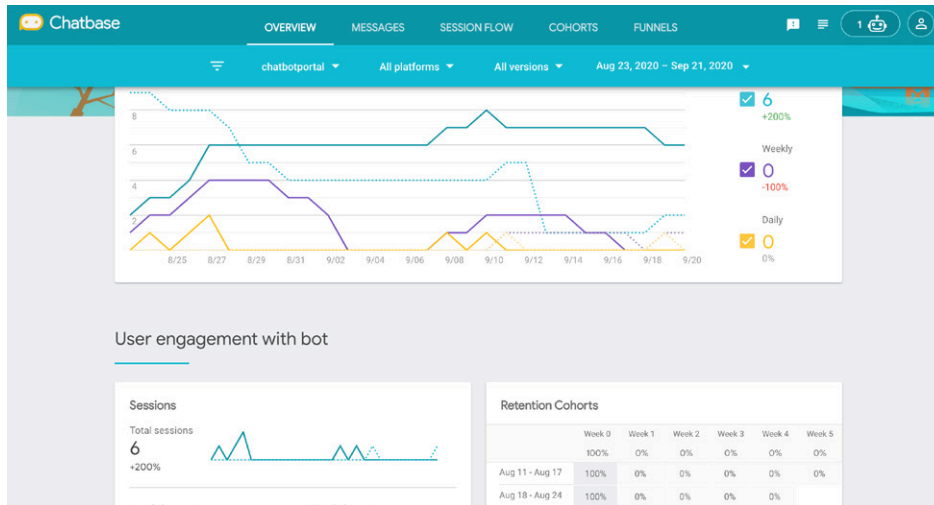 Chatbase
OVERVIEW MESSAGES SESSION FLOW COHORTS FUNNELS 1
chatbotportal All platforms All versions Aug 23, 2020 – Sep 21, 2020
8
6
4
2
8/25 8/27 8/29 8/31 9/02 9/04 9/06 9/08 9/10 9/12 9/14 9/16 9/18 9/20
6
+200%
Weekly
0
-100%
Daily
0
0%
User engagement with bot
Sessions
Total sessions
6
+200%
Retention Cohorts
Week 0 Week 1 Week 2 Week 3 Week 4 Week 5
100% 0% 0% 0% 0% 0%
Aug 11 - Aug 17 100% 0% 0% 0% 0% 0%
Aug 18 - Aug 24 100% 0% 0% 0% 0%